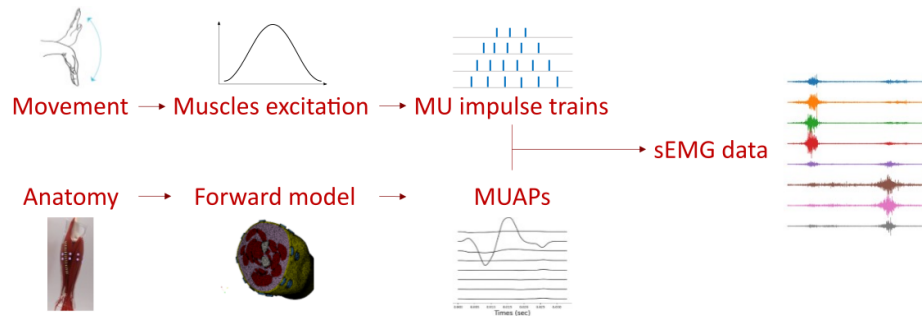 Movement
Muscles excitation
MU impulse trains
sEMG data
Anatomy
Forward model
MUAPs
Times (sec)